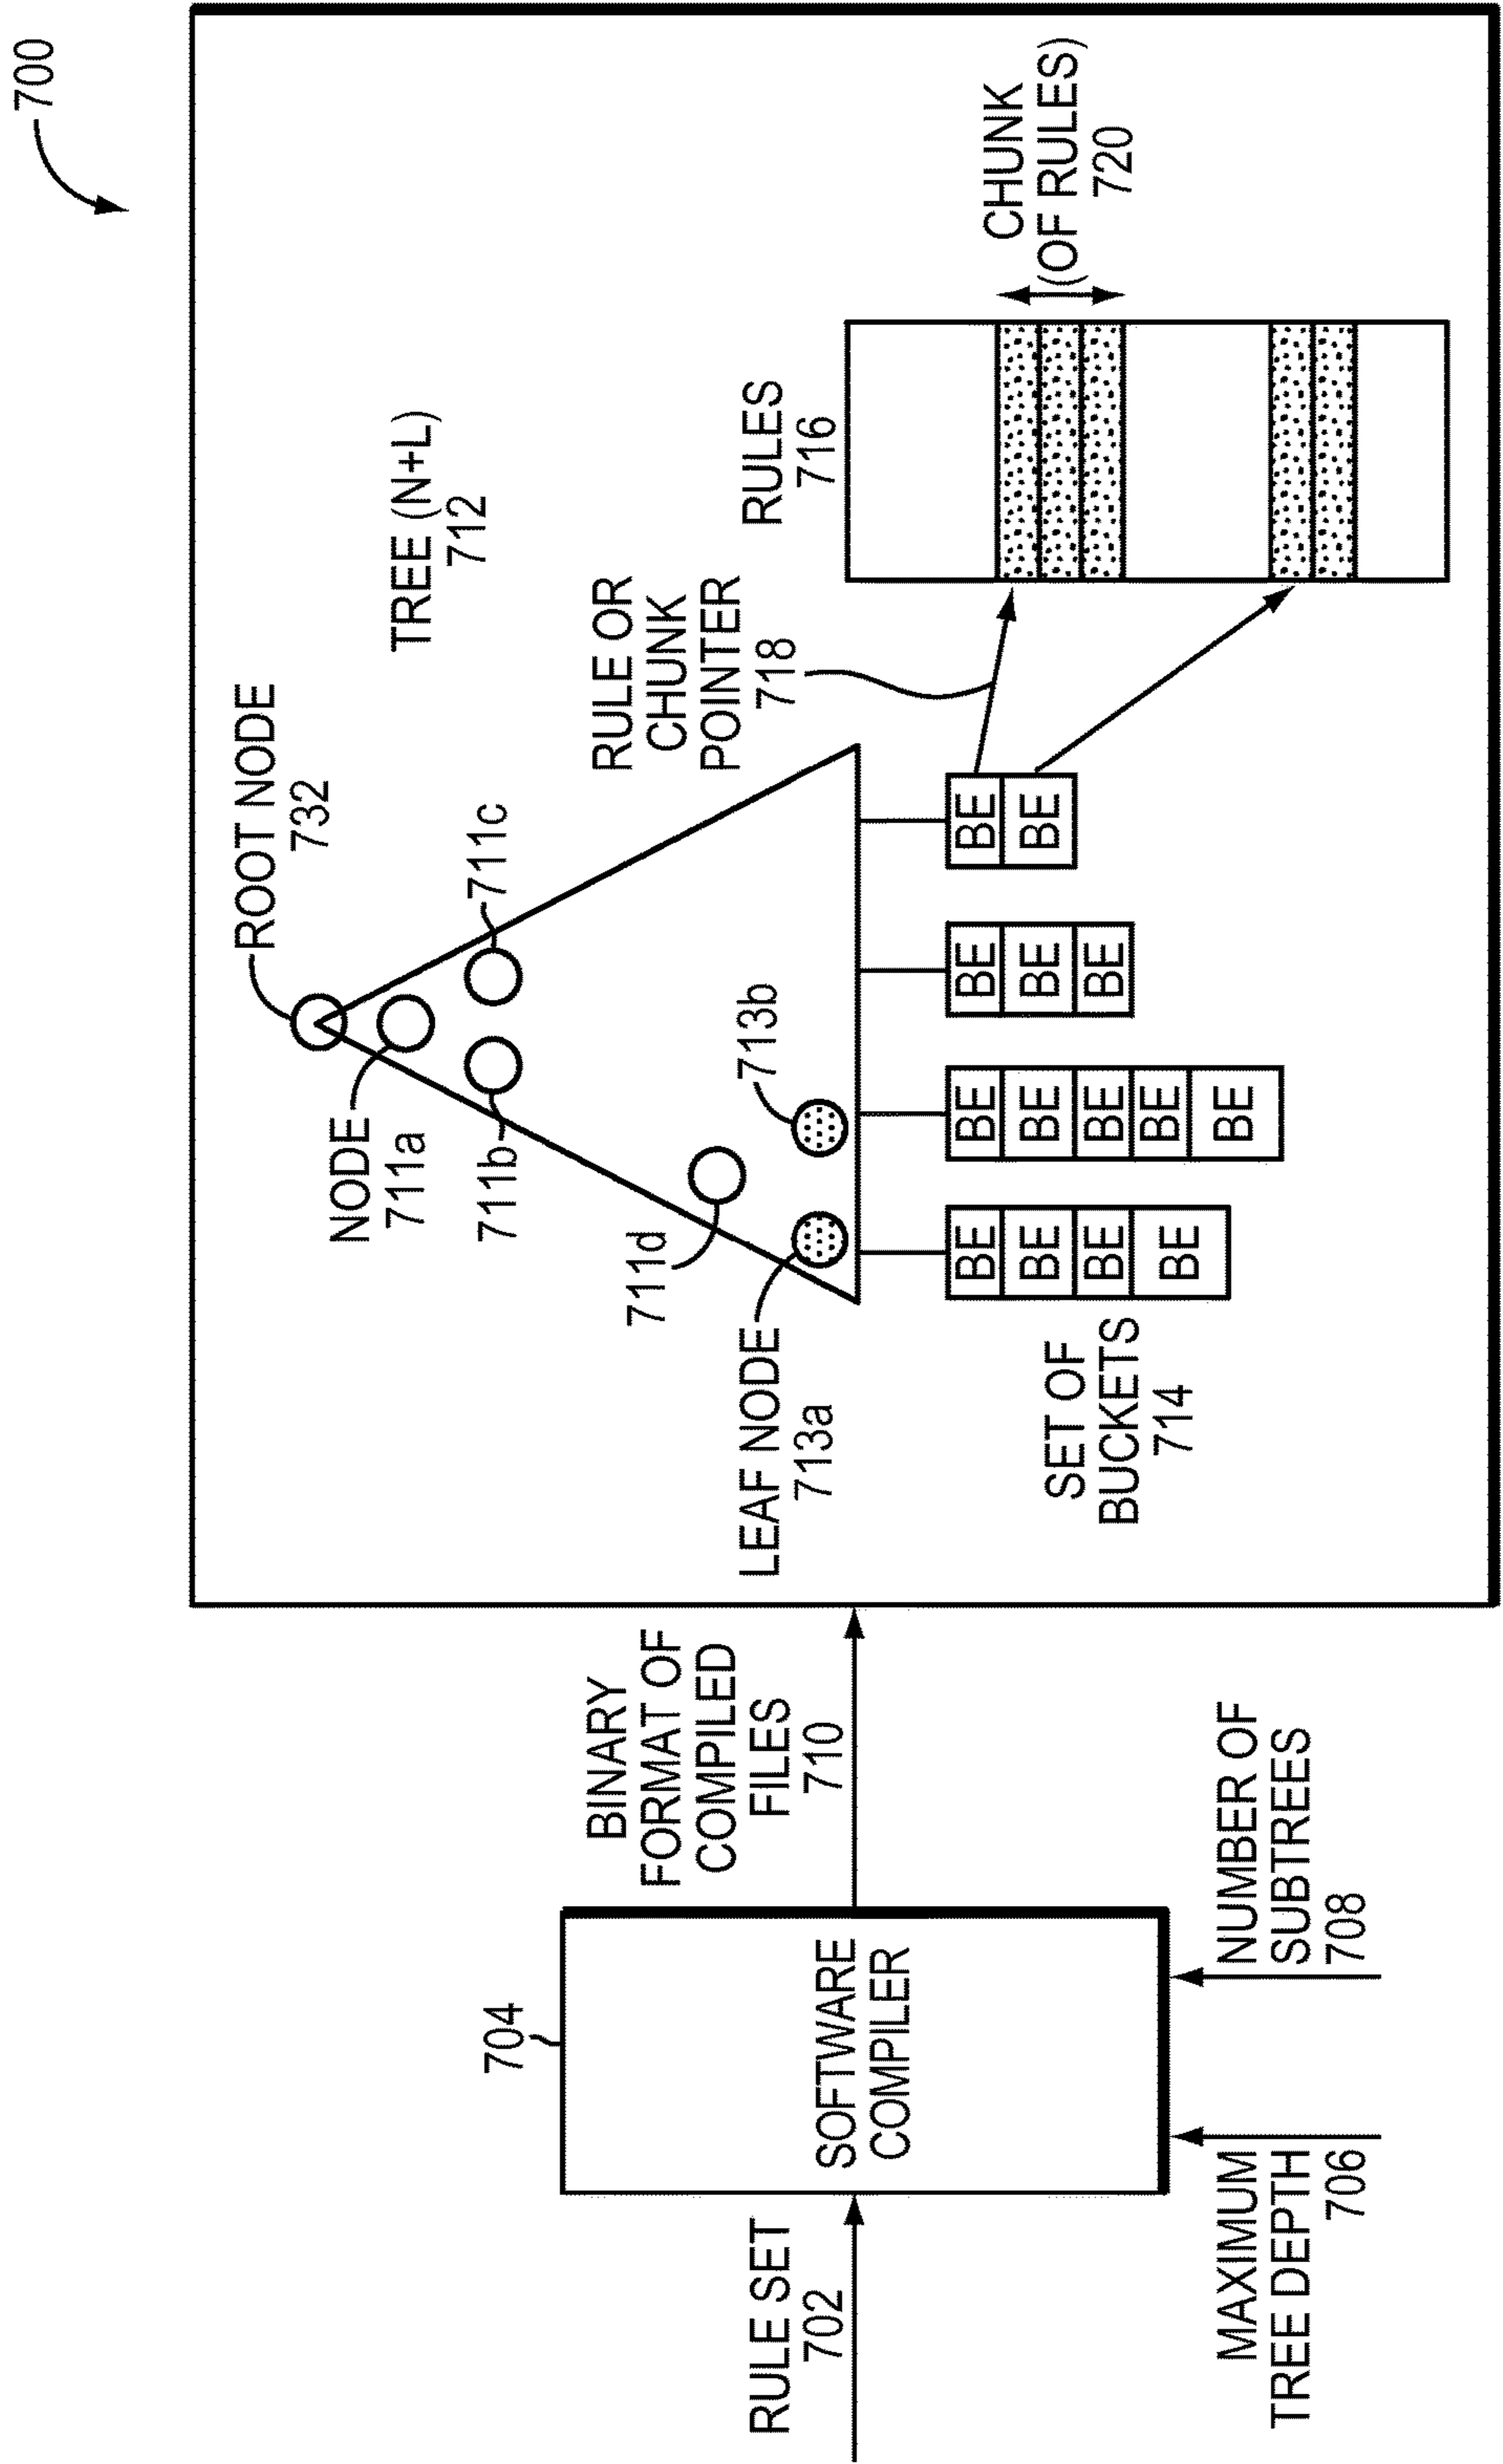 700
RULE SET
702
704
SOFTWARE
COMPILER
MAXIMUM
TREE DEPTH
706
NUMBER OF
SUBTREES
708
BINARY
FORMAT OF
COMPILED
FILES
710
ROOT NODE
732
TREE (N+L)
712
NODE
711a
711b
711c
711d
LEAF NODE
713a
713b
SET OF
BUCKETS
714
BE
BE
BE
BE
BE
BE
BE
BE
BE
BE
BE
BE
BE
BE
RULE OR
CHUNK
POINTER
718
RULES
716
CHUNK
(OF RULES)
720